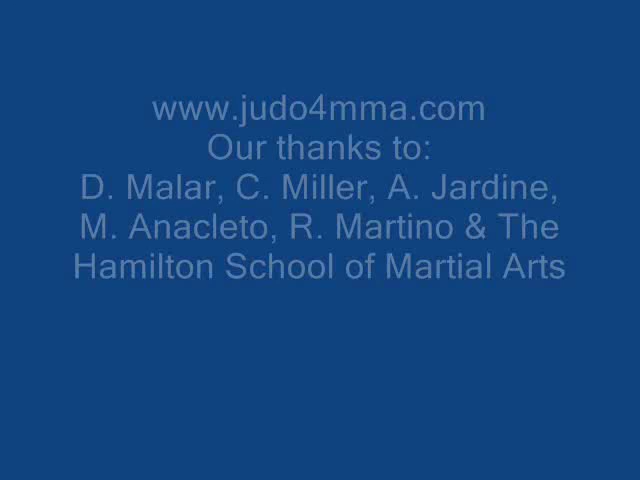 www.judo4mma.com
Our thanks to:
D. Malar, C. Miller, A. Jardine,
M. Anacleto, R. Martino & The
Hamilton School of Martial Arts